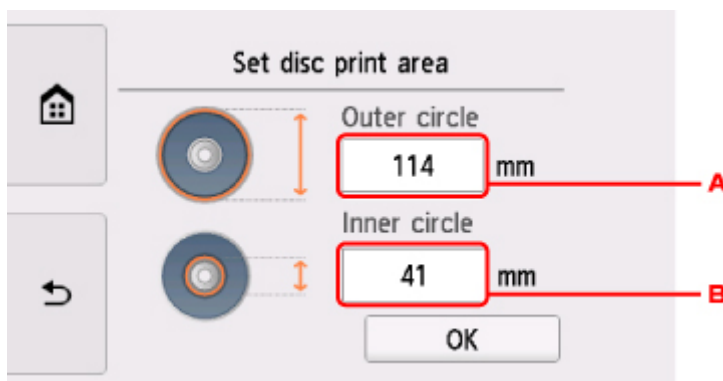 Set disc print area
Outer circle
114 mm
A
Inner circle
41 mm
B
OK